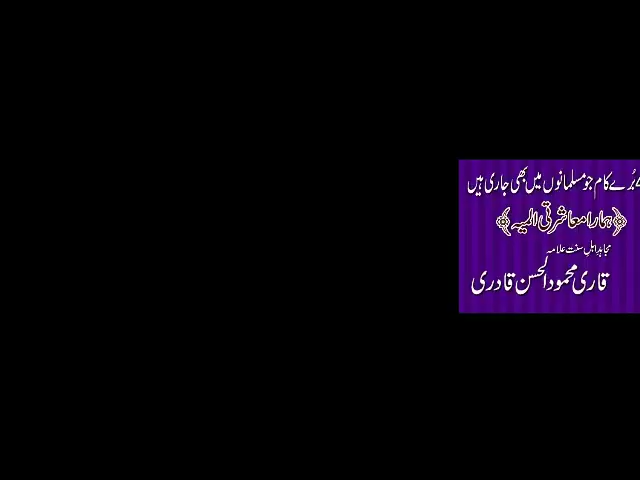 بُرے کام جو مسلمانوں میں بھی جاری ہیں
ہمارا معاشرتی المیہ
مجاہدِ اہلِ سنت علامہ
قاری محمود الحسن قادری